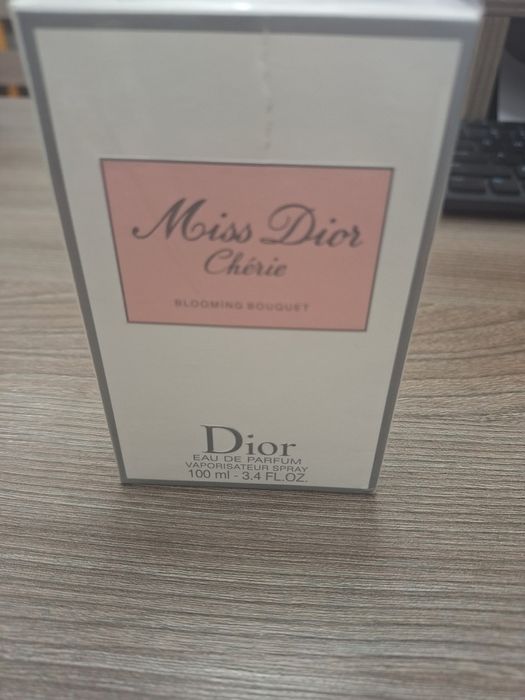 Miss Dior
Chérie
BLOOMING BOUQUET
Dior
EAU DE PARFUM
VAPORISATEUR SPRAY
100 ml - 3.4 FL.OZ.